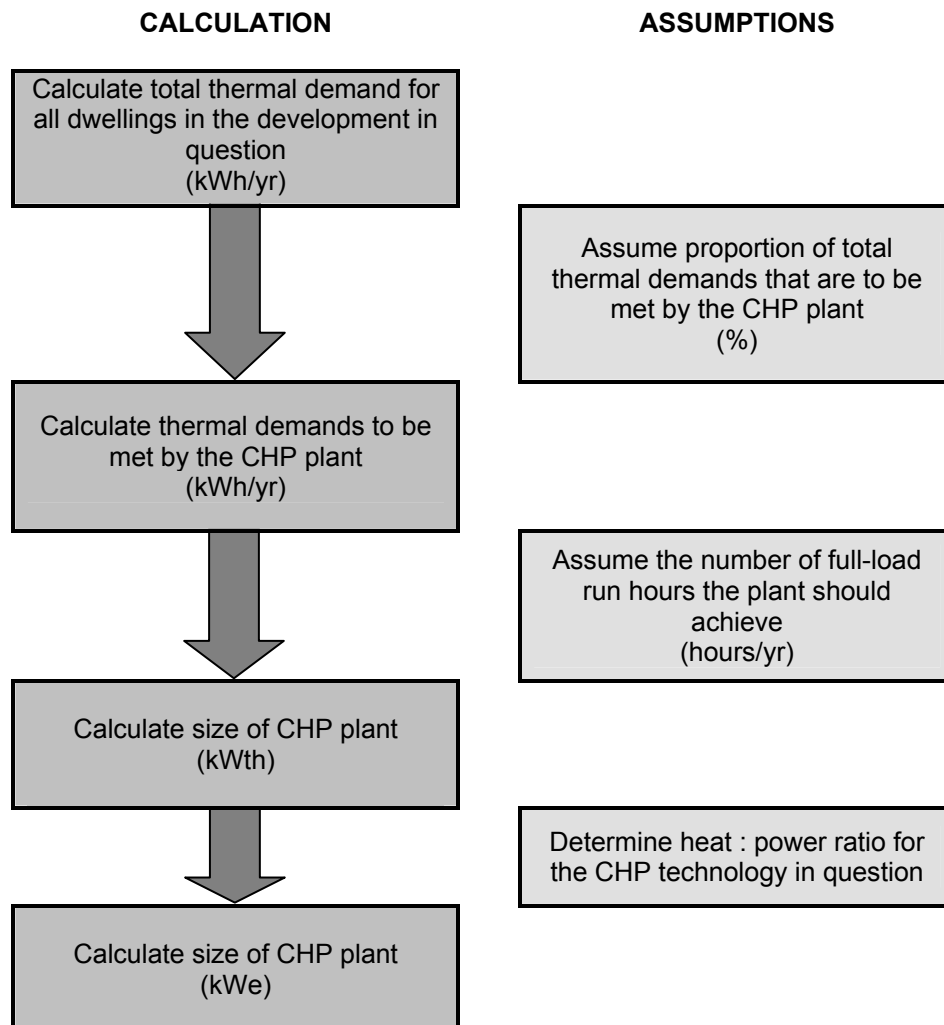 CALCULATION
ASSUMPTIONS
Calculate total thermal demand for
all dwellings in the development in
question
(kWh/yr)
Assume proportion of total
thermal demands that are to be
met by the CHP plant
(%)
Calculate thermal demands to be
met by the CHP plant
(kWh/yr)
Assume the number of full-load
run hours the plant should
achieve
(hours/yr)
Calculate size of CHP plant
(kWth)
Determine heat : power ratio for
the CHP technology in question
Calculate size of CHP plant
(kWe)